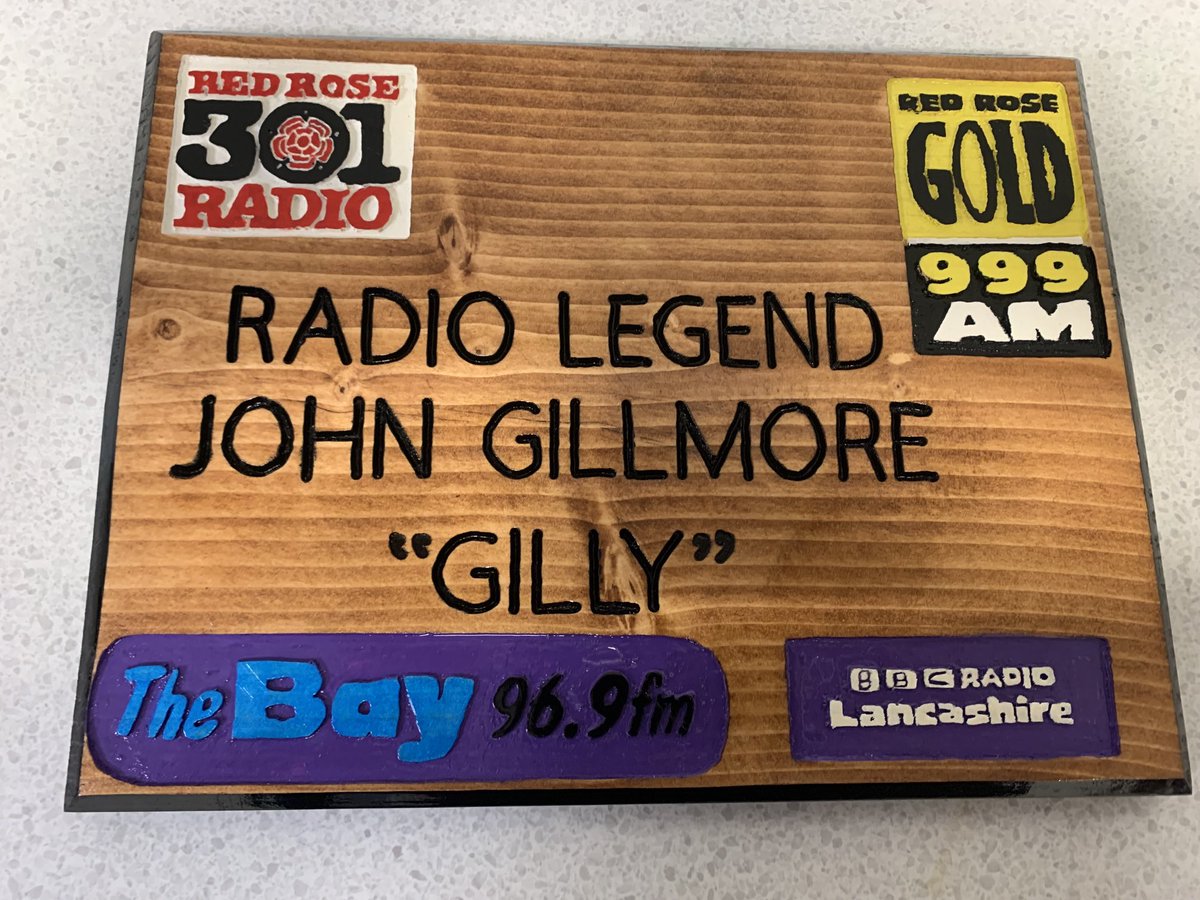 RED ROSE
301
RADIO
RED ROSE
GOLD
999
AM
RADIO LEGEND
JOHN GILLMORE
“GILLY”
The Bay 96.9fm
BBC RADIO
Lancashire